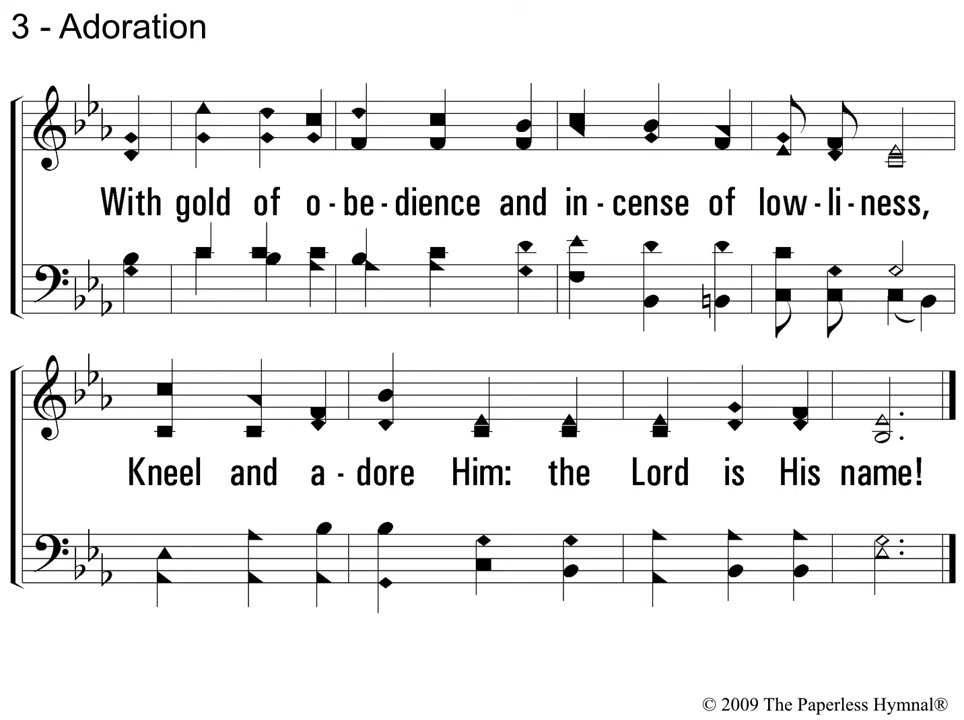 3 - Adoration
With gold of o - be - dience and in - cense of low - li - ness,
Kneel and a - dore Him: the Lord is His name!
© 2009 The Paperless Hymnal®